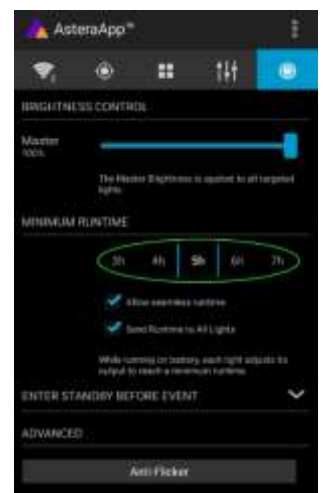 AsteraApp™
BRIGHTNESS CONTROL
Master
100%
The Master Brightness is applied to all targeted
lights.
MINIMUM RUNTIME
3h 4h 5h 6h 7h
Allow seamless runtime
Send Runtime to All Lights
While running on battery, each light adjusts its
output to reach a minimum runtime.
ENTER STANDBY BEFORE EVENT
ADVANCED
Anti Flicker